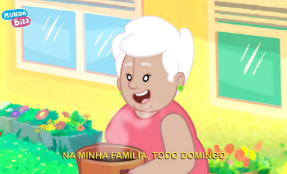 MUNDO
Bita
NA MINHA FAMÍLIA, TODO DOMINGO